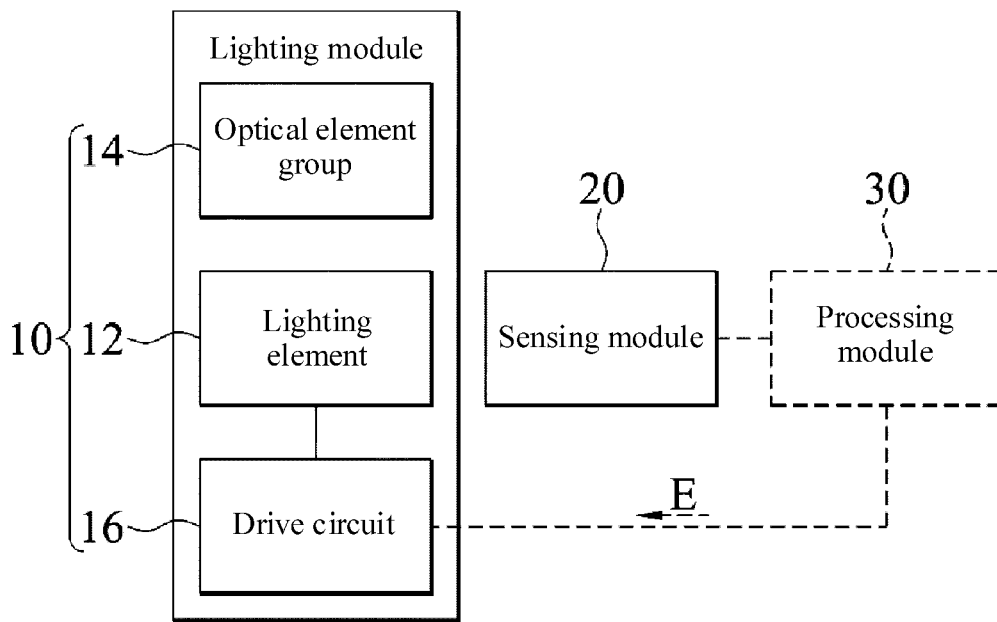 Lighting module
14
Optical element
group
20
30
10
12
Lighting
element
Sensing module
Processing
module
16
Drive circuit
E